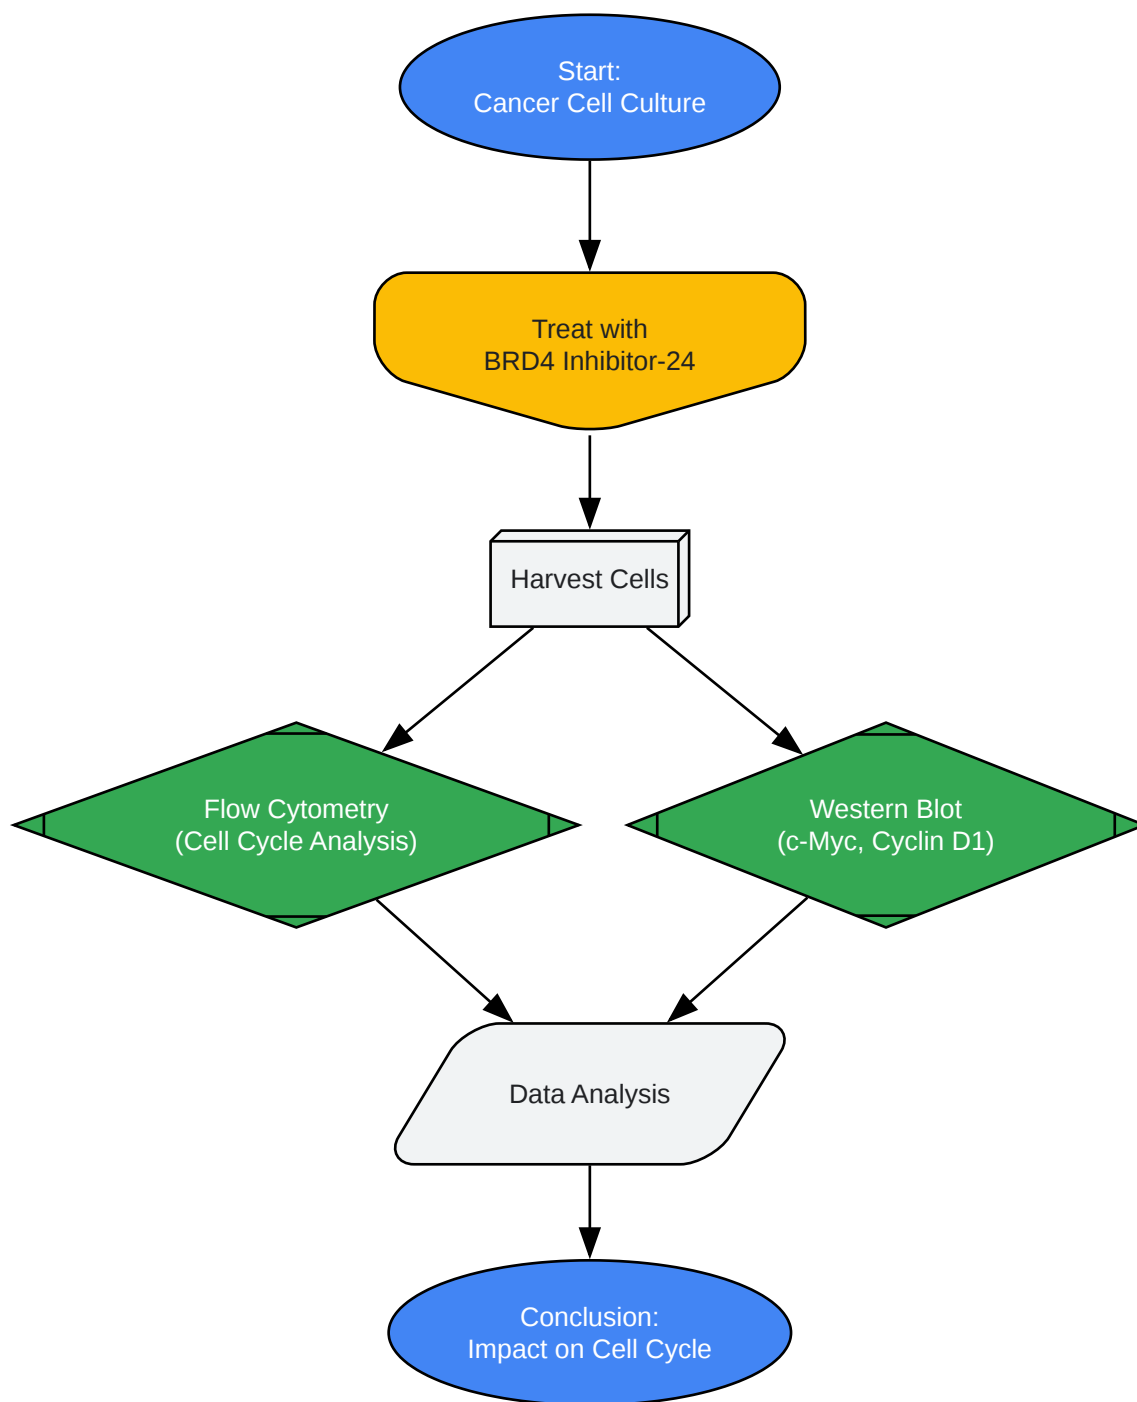 Start:
Cancer Cell Culture
Treat with
BRD4 Inhibitor-24
Harvest Cells
Flow Cytometry
(Cell Cycle Analysis)
Western Blot
(c-Myc, Cyclin D1)
Data Analysis
Conclusion:
Impact on Cell Cycle